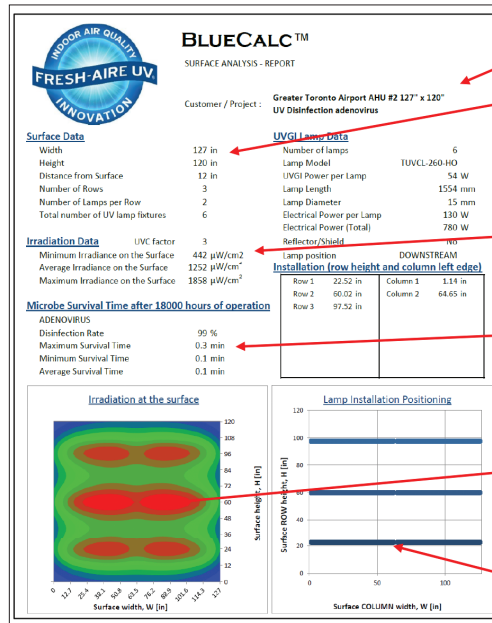 INDOOR AIR QUALITY
FRESH-AIRE UV®
INNOVATION
BLUECALC™
SURFACE ANALYSIS - REPORT
Customer / Project : Greater Toronto Airport AHU #2 127" x 120"
UV Disinfection adenovirus
Surface Data
Width 127 in
Height 120 in
Distance from Surface 12 in
Number of Rows 3
Number of Lamps per Row 2
Total number of UV lamp fixtures 6
UVGI Lamp Data
Number of lamps 6
Lamp Model TUVCL-260-HO
UVGI Power per Lamp 54 W
Lamp Length 1554 mm
Lamp Diameter 15 mm
Electrical Power per Lamp 130 W
Electrical Power (Total) 780 W
Reflector/Shield No
Lamp position DOWNSTREAM
Irradiation Data UVC factor 3
Minimum Irradiance on the Surface 442 µW/cm2
Average Irradiance on the Surface 1252 µW/cm²
Maximum Irradiance on the Surface 1858 µW/cm²
Installation (row height and column left edge)
Row 1 22.52 in Column 1 1.14 in
Row 2 60.02 in Column 2 64.65 in
Row 3 97.52 in
Microbe Survival Time after 18000 hours of operation
ADENOVIRUS
Disinfection Rate 99 %
Maximum Survival Time 0.3 min
Minimum Survival Time 0.1 min
Average Survival Time 0.1 min
Irradiation at the surface
120
108
96
84
72
60
48
36
24
12
0
Surface height, H [in]
0 12.7 25.4 38.1 50.8 63.5 76.2 88.9 101.6 114.3 127
Surface width, W [in]
Lamp Installation Positioning
120
100
80
60
40
20
0
Surface ROW height, H [in]
0 50 100
Surface COLUMN width, W [in]